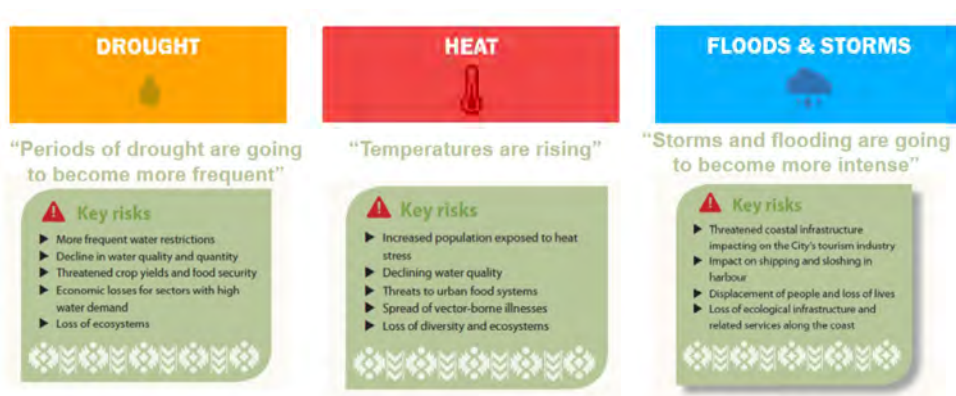 DROUGHT
“Periods of drought are going
to become more frequent”
Key risks
▶ More frequent water restrictions
▶ Decline in water quality and quantity
▶ Threatened crop yields and food security
▶ Economic losses for sectors with high
water demand
▶ Loss of ecosystems
HEAT
“Temperatures are rising”
Key risks
▶ Increased population exposed to heat
stress
▶ Declining water quality
▶ Threats to urban food systems
▶ Spread of vector-borne illnesses
▶ Loss of diversity and ecosystems
FLOODS & STORMS
“Storms and flooding are going
to become more intense”
Key risks
▶ Threatened coastal infrastructure
impacting on the City's tourism industry
▶ Impact on shipping and sloshing in
harbour
▶ Displacement of people and loss of lives
▶ Loss of ecological infrastructure and
related services along the coast